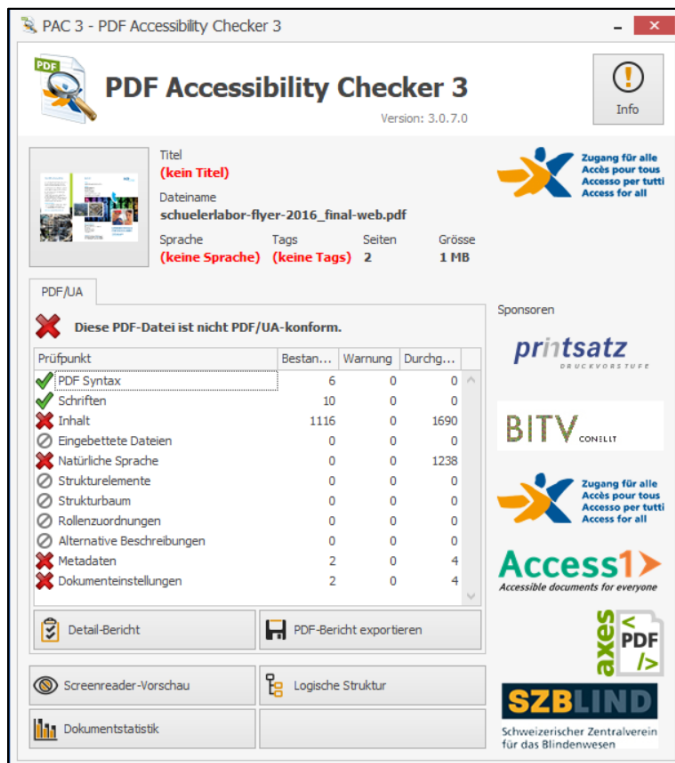 PAC 3 - PDF Accessibility Checker 3
PDF
PDF Accessibility Checker 3
Version: 3.0.7.0
Info
Titel
(kein Titel)
Dateiname
schuelerlabor-flyer-2016_final-web.pdf
Sprache Tags Seiten Grösse
(keine Sprache) (keine Tags) 2 1 MB
Zugang für alle
Accès pour tous
Accesso per tutti
Access for all
PDF/UA
Diese PDF-Datei ist nicht PDF/UA-konform.
Prüfpunkt Bestan... Warnung Durchg...
PDF Syntax 6 0 0
Schriften 10 0 0
Inhalt 1116 0 1690
Eingebettete Dateien 0 0 0
Natürliche Sprache 0 0 1238
Strukturelemente 0 0 0
Strukturbaum 0 0 0
Rollenzuordnungen 0 0 0
Alternative Beschreibungen 0 0 0
Metadaten 2 0 4
Dokumenteinstellungen 2 0 4
Detail-Bericht
PDF-Bericht exportieren
Screenreader-Vorschau
Logische Struktur
Dokumentstatistik
Sponsoren
printsatz
DRUCKVORSTUFE
BITV CONSULT
Zugang für alle
Accès pour tous
Accesso per tutti
Access for all
Access1
Accessible documents for everyone
axes
<
PDF
/>
SZBLIND
Schweizerischer Zentralverein
für das Blindenwesen